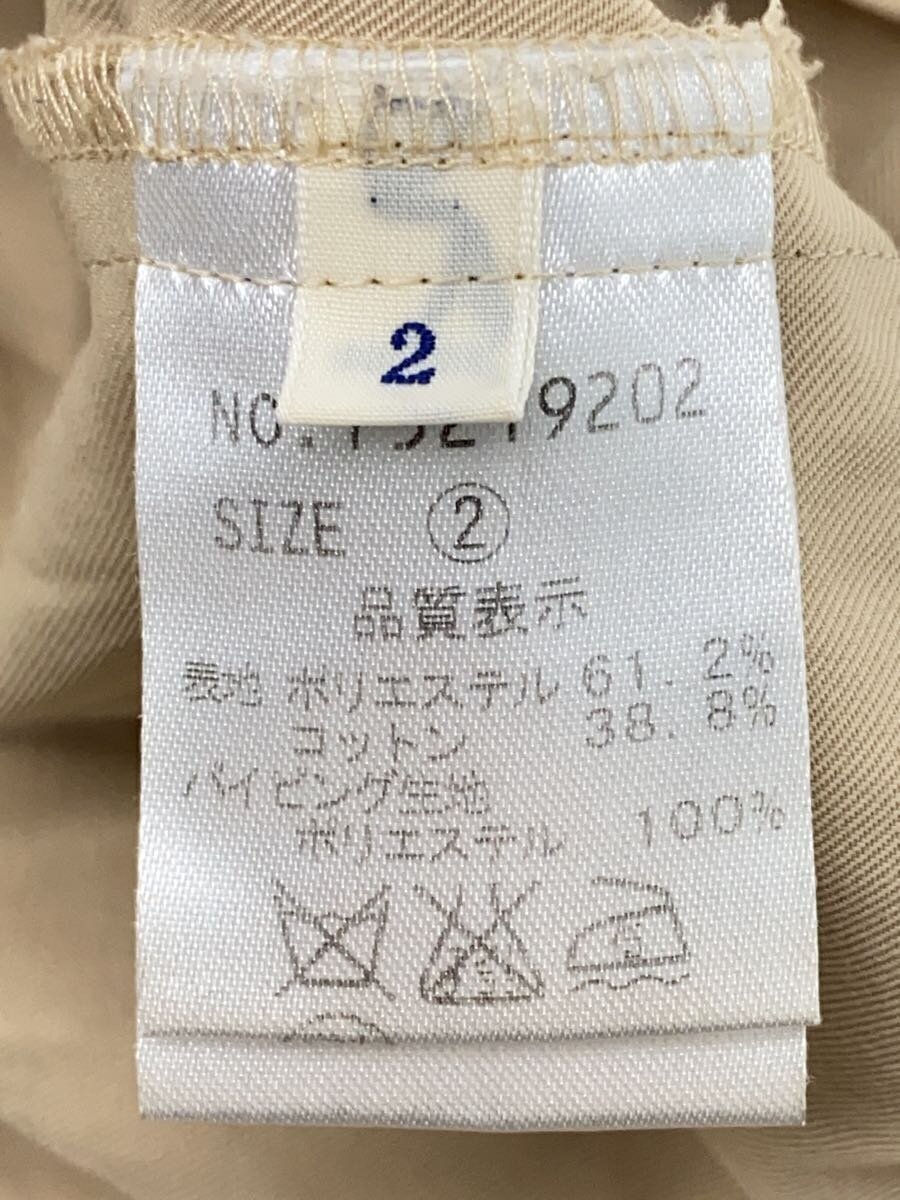 2
NO. 19202
SIZE ②
品質表示
表地 ポリエステル 61.2%
コットン 38.8%
パイピング生地
ポリエステル 100%